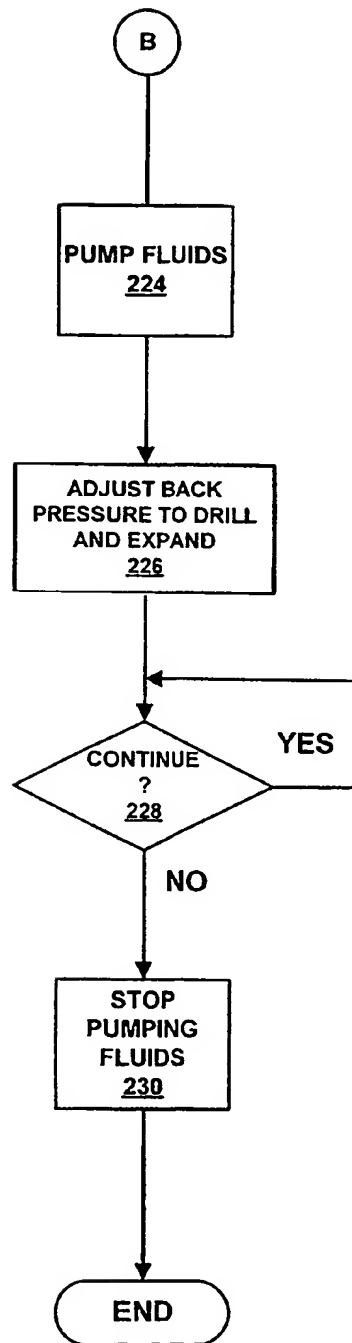 B
PUMP FLUIDS
224
ADJUST BACK
PRESSURE TO DRILL
AND EXPAND
226
CONTINUE
?
228
YES
NO
STOP
PUMPING
FLUIDS
230
END